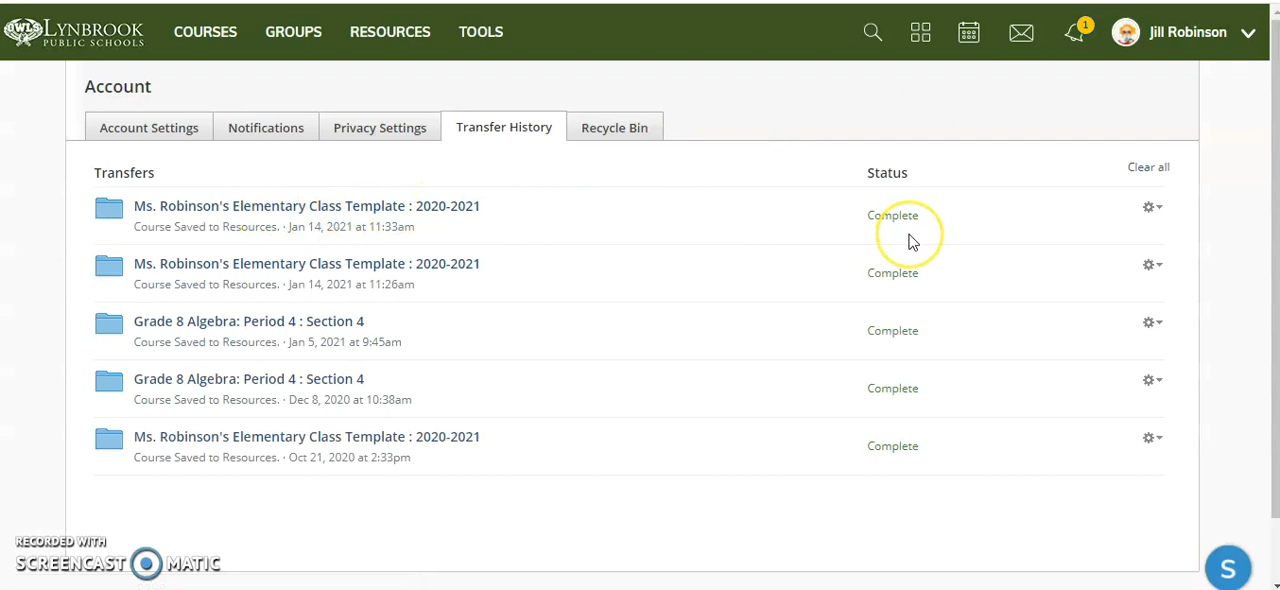 OWLS LYNBROOK
PUBLIC SCHOOLS
COURSES GROUPS RESOURCES TOOLS 1 Jill Robinson
Account
Account Settings Notifications Privacy Settings Transfer History Recycle Bin
Transfers Status Clear all
Ms. Robinson's Elementary Class Template : 2020-2021
Course Saved to Resources. · Jan 14, 2021 at 11:33am
Complete
Ms. Robinson's Elementary Class Template : 2020-2021
Course Saved to Resources. · Jan 14, 2021 at 11:26am
Complete
Grade 8 Algebra: Period 4 : Section 4
Course Saved to Resources. · Jan 5, 2021 at 9:45am
Complete
Grade 8 Algebra: Period 4 : Section 4
Course Saved to Resources. · Dec 8, 2020 at 10:38am
Complete
Ms. Robinson's Elementary Class Template : 2020-2021
Course Saved to Resources. · Oct 21, 2020 at 2:33pm
Complete
RECORDED WITH
SCREENCAST MATIC
S